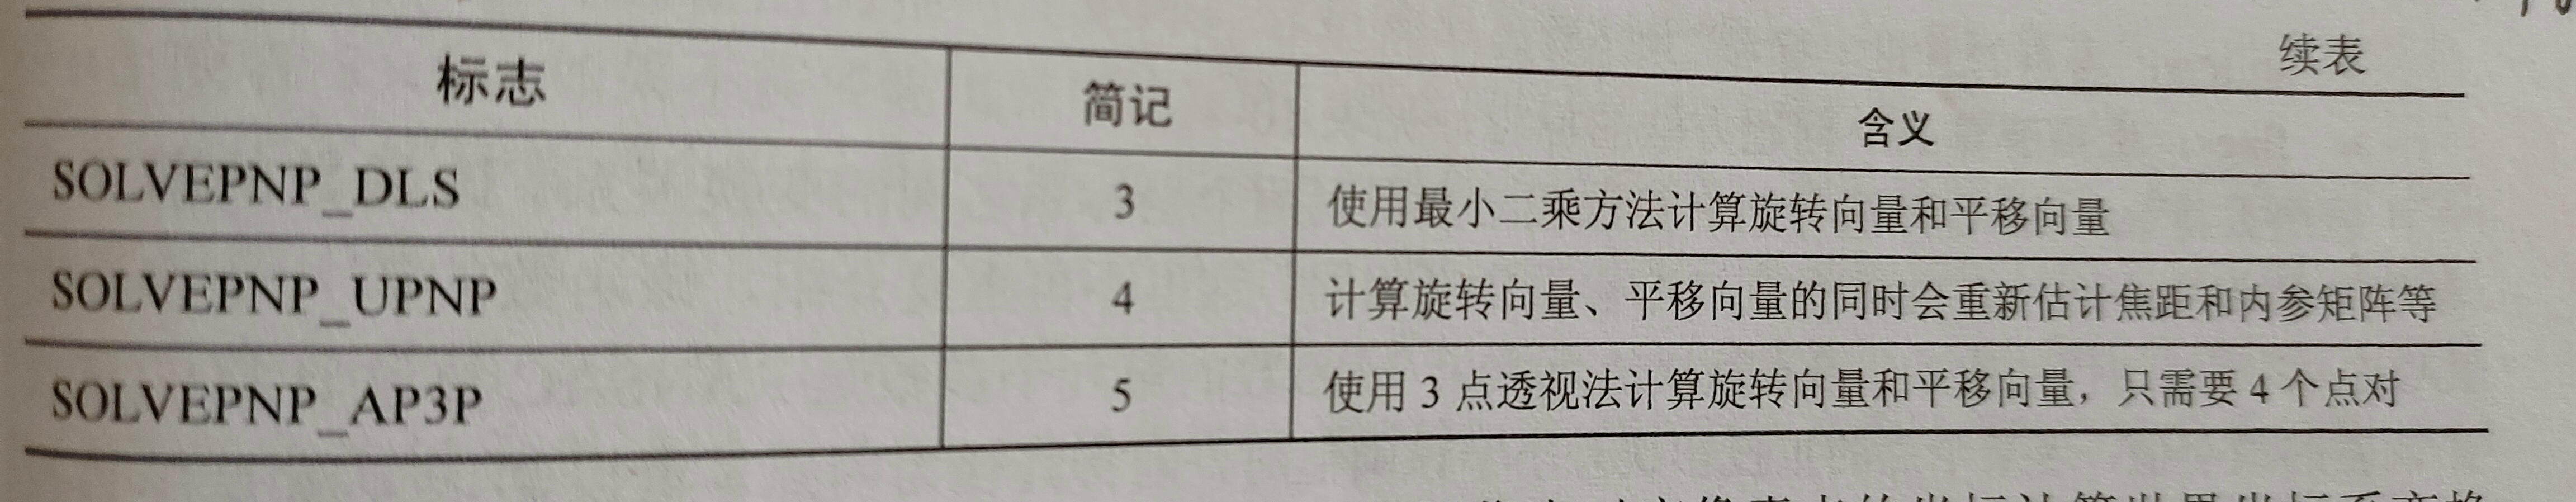 续表
标志 简记 含义
SOLVEPNP_DLS 3 使用最小二乘方法计算旋转向量和平移向量
SOLVEPNP_UPNP 4 计算旋转向量、平移向量的同时会重新估计焦距和内参矩阵等
SOLVEPNP_AP3P 5 使用 3 点透视法计算旋转向量和平移向量，只需要 4 个点对